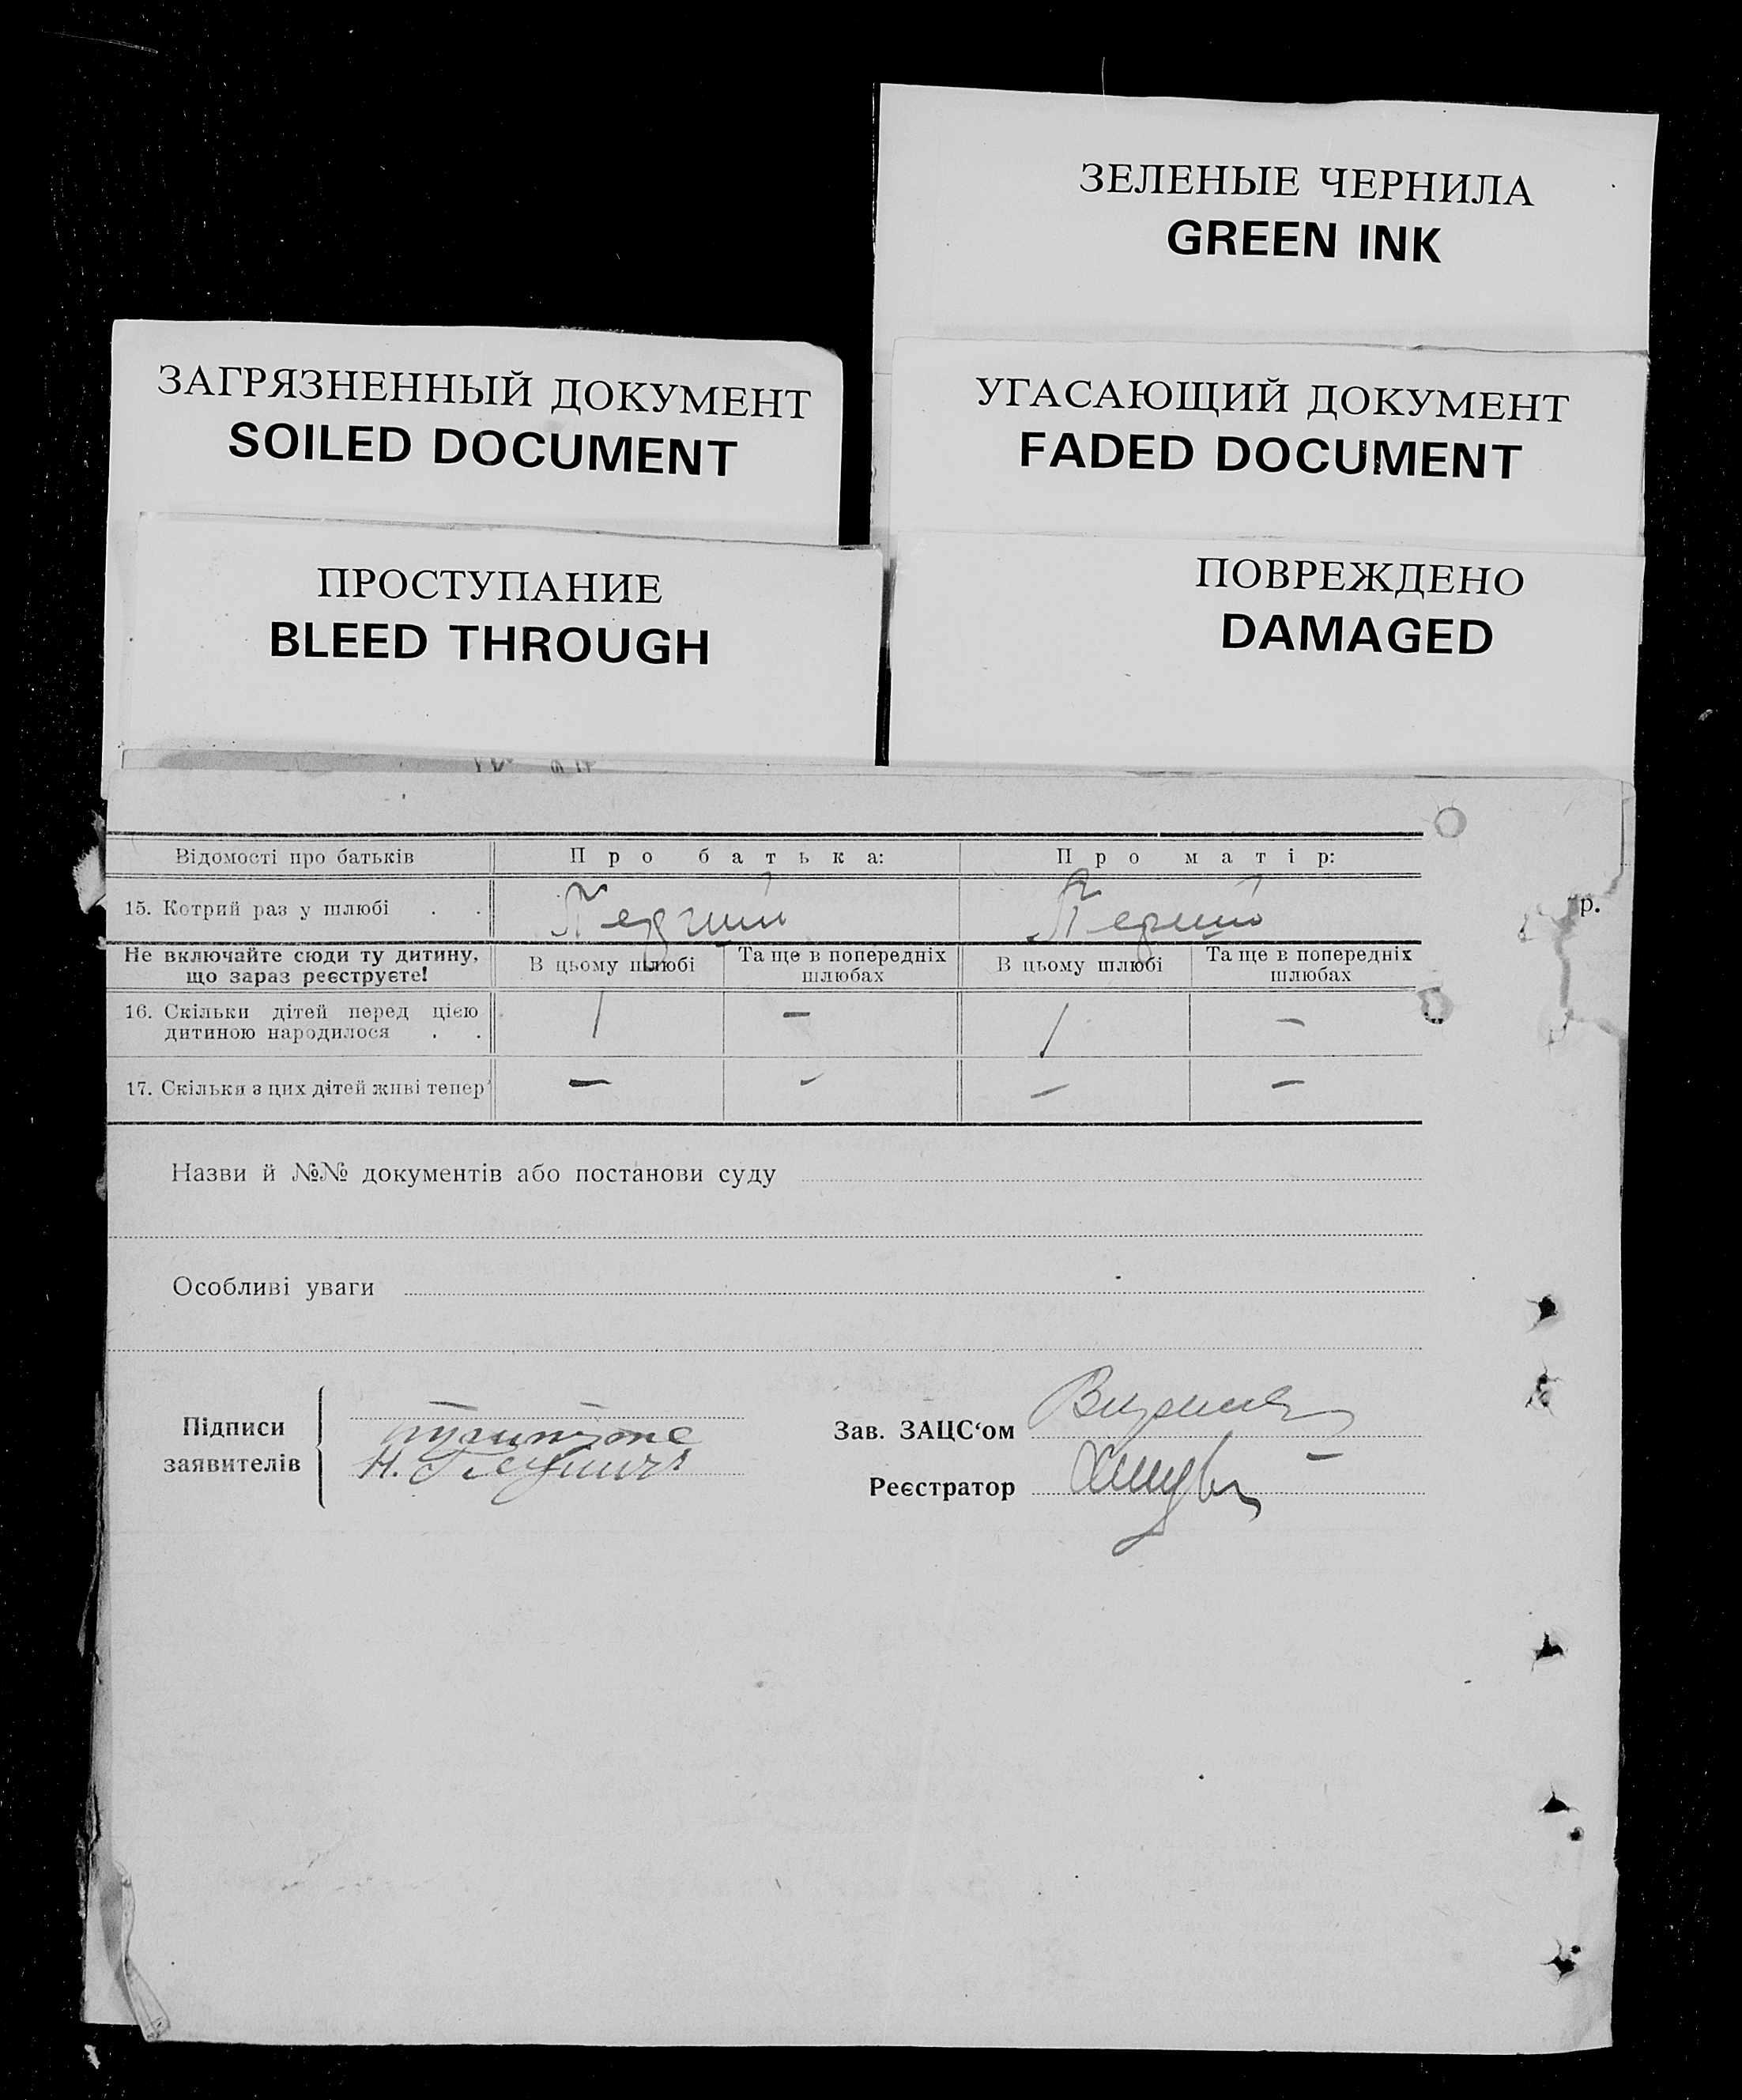 ЗЕЛЕНЫЕ ЧЕРНИЛА
GREEN INK
ЗАГРЯЗНЕННЫЙ ДОКУМЕНТ
SOILED DOCUMENT
УГАСАЮЩИЙ ДОКУМЕНТ
FADED DOCUMENT
ПРОСТУПАНИЕ
BLEED THROUGH
ПОВРЕЖДЕНО
DAMAGED
Відомості про батьків Про батька: Про матір:
15. Котрий раз у шлюбі . . Перший Перший
р.
Не включайте сюди ту дитину, що зараз реєструєте! В цьому шлюбі Та ще в попередніх шлюбах В цьому шлюбі Та ще в попередніх шлюбах
16. Скільки дітей перед цією дитиною народилося . . 1 – 1 –
17. Скільки з цих дітей живі тепер – – – –
Назви й №№ документів або постанови суду
Особливі уваги
Підписи заявителів
Зав. ЗАЦС‘ом
Реєстратор